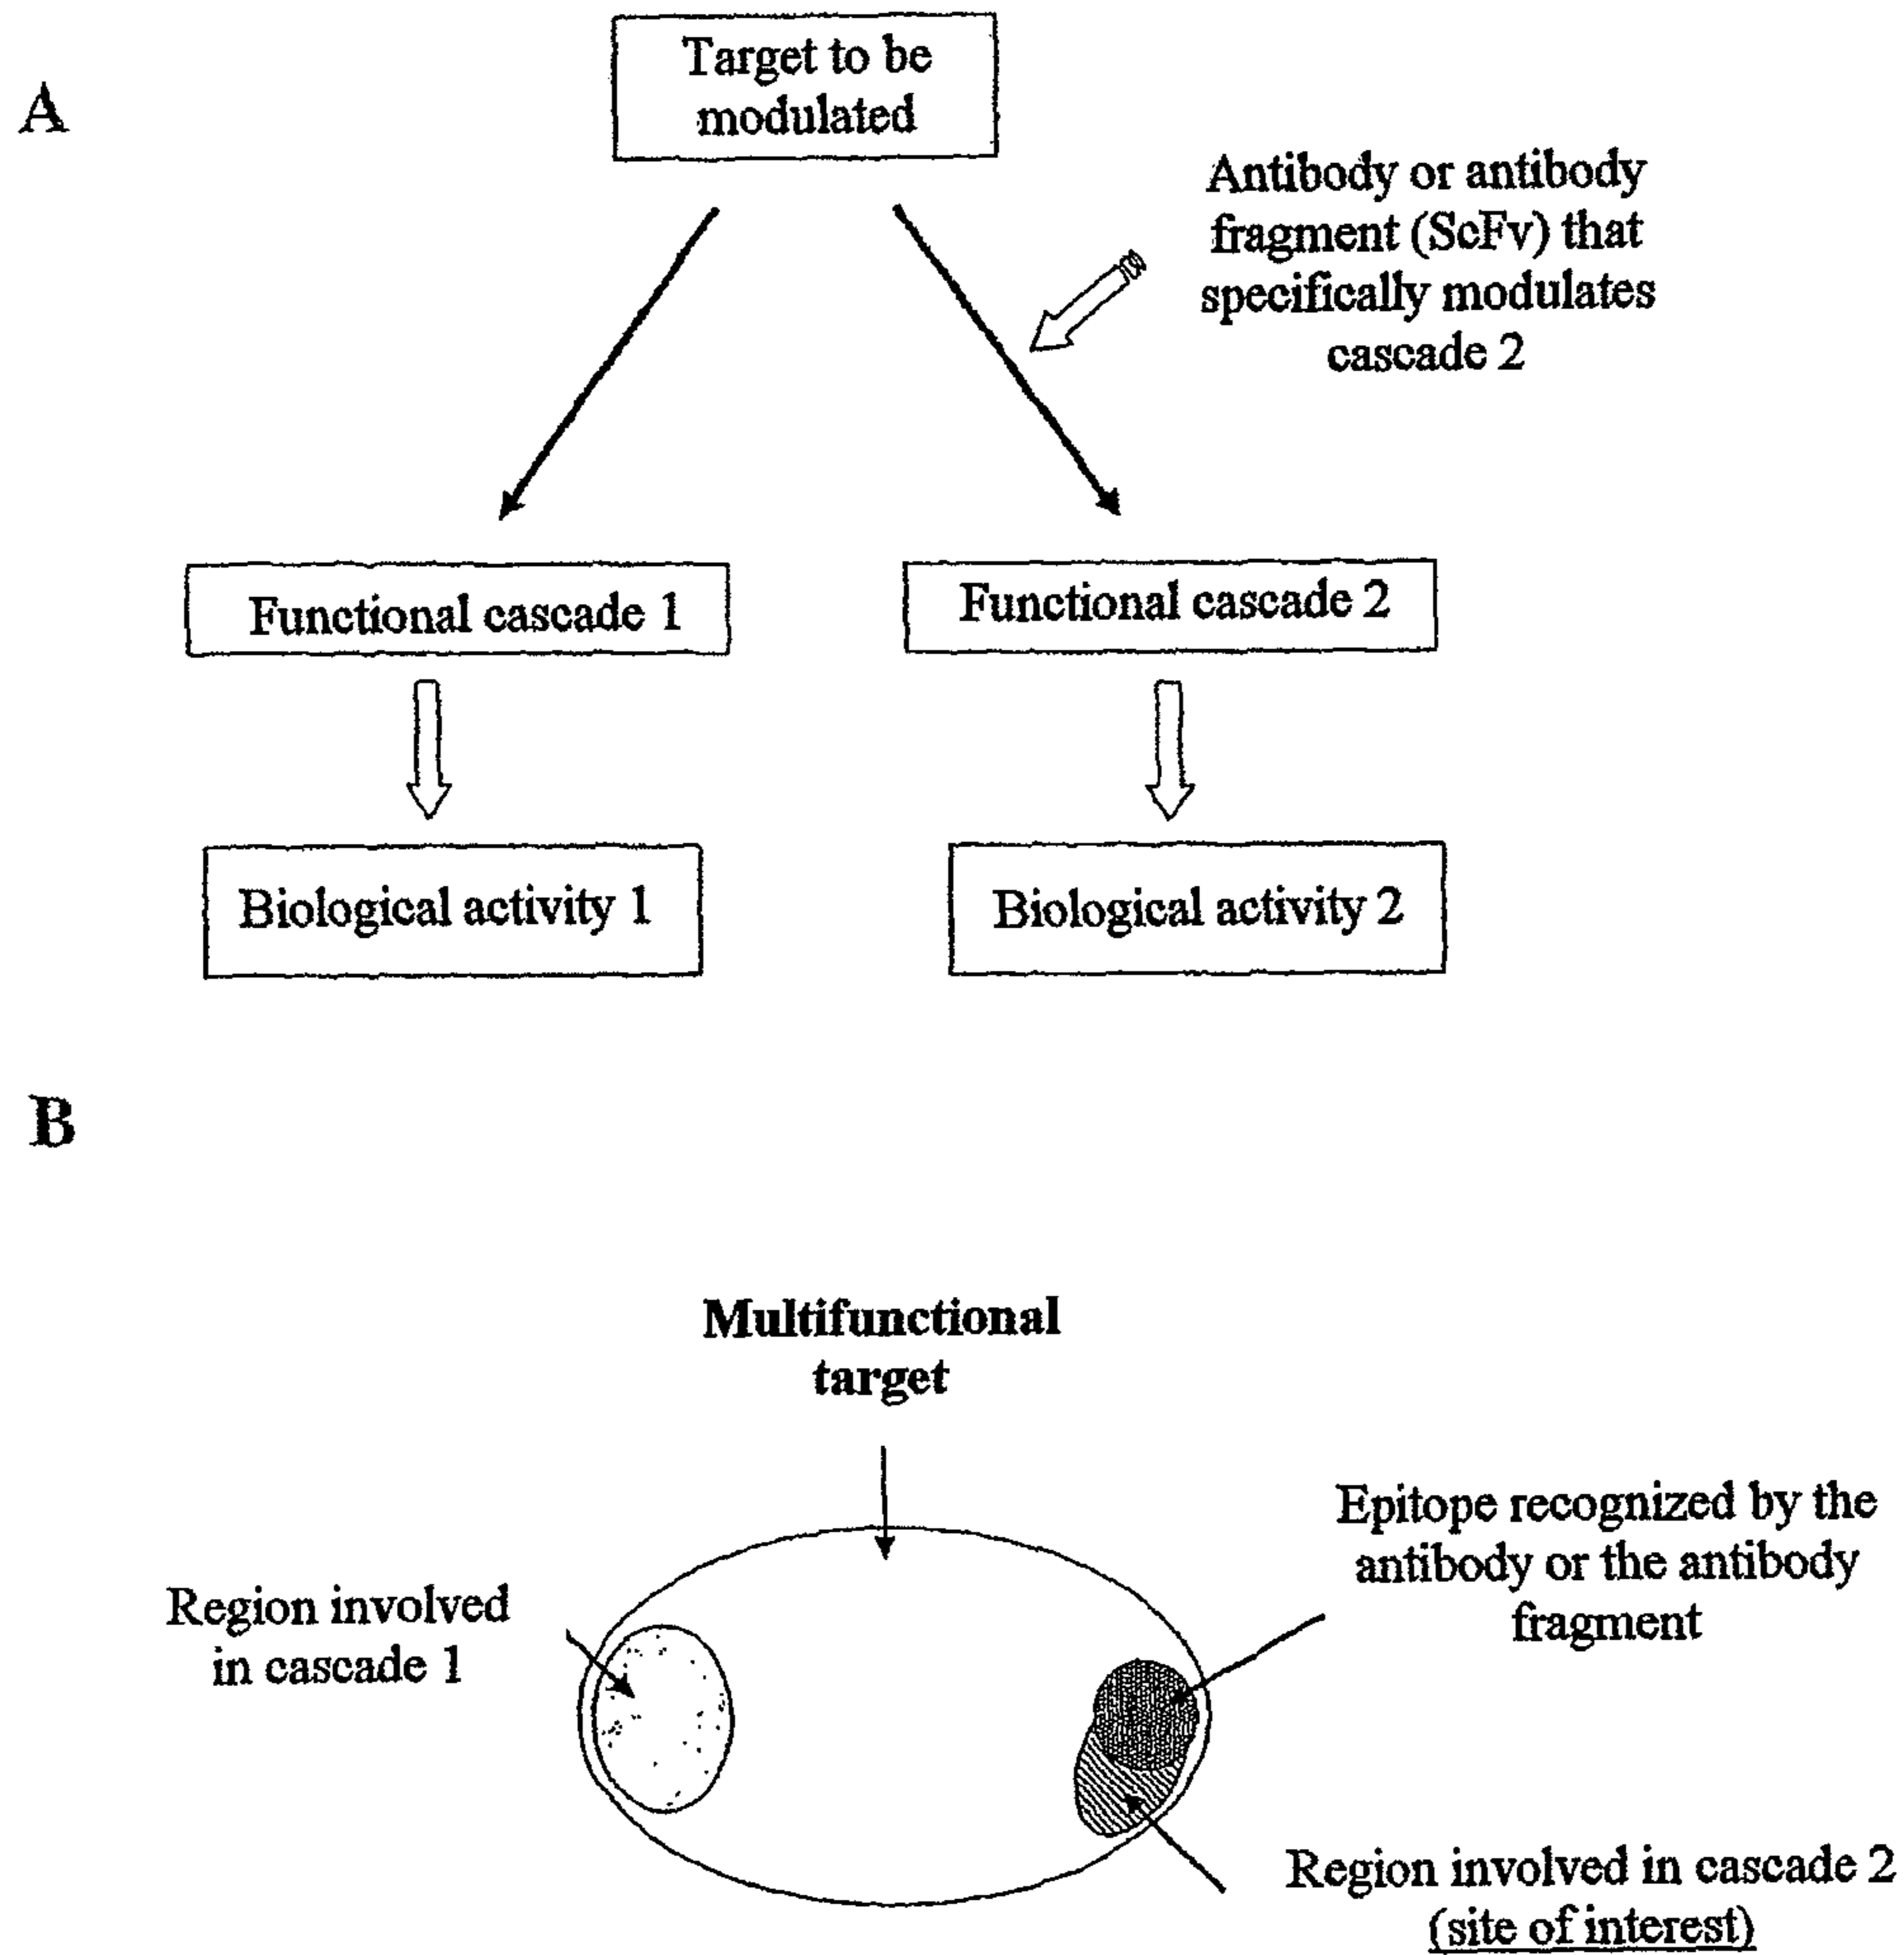 A
Target to be
modulated
Antibody or antibody
fragment (ScFv) that
specifically modulates
cascade 2
Functional cascade 1
Functional cascade 2
Biological activity 1
Biological activity 2
B
Multifunctional
target
Epitope recognized by the
antibody or the antibody
fragment
Region involved
in cascade 1
Region involved in cascade 2
(site of interest)